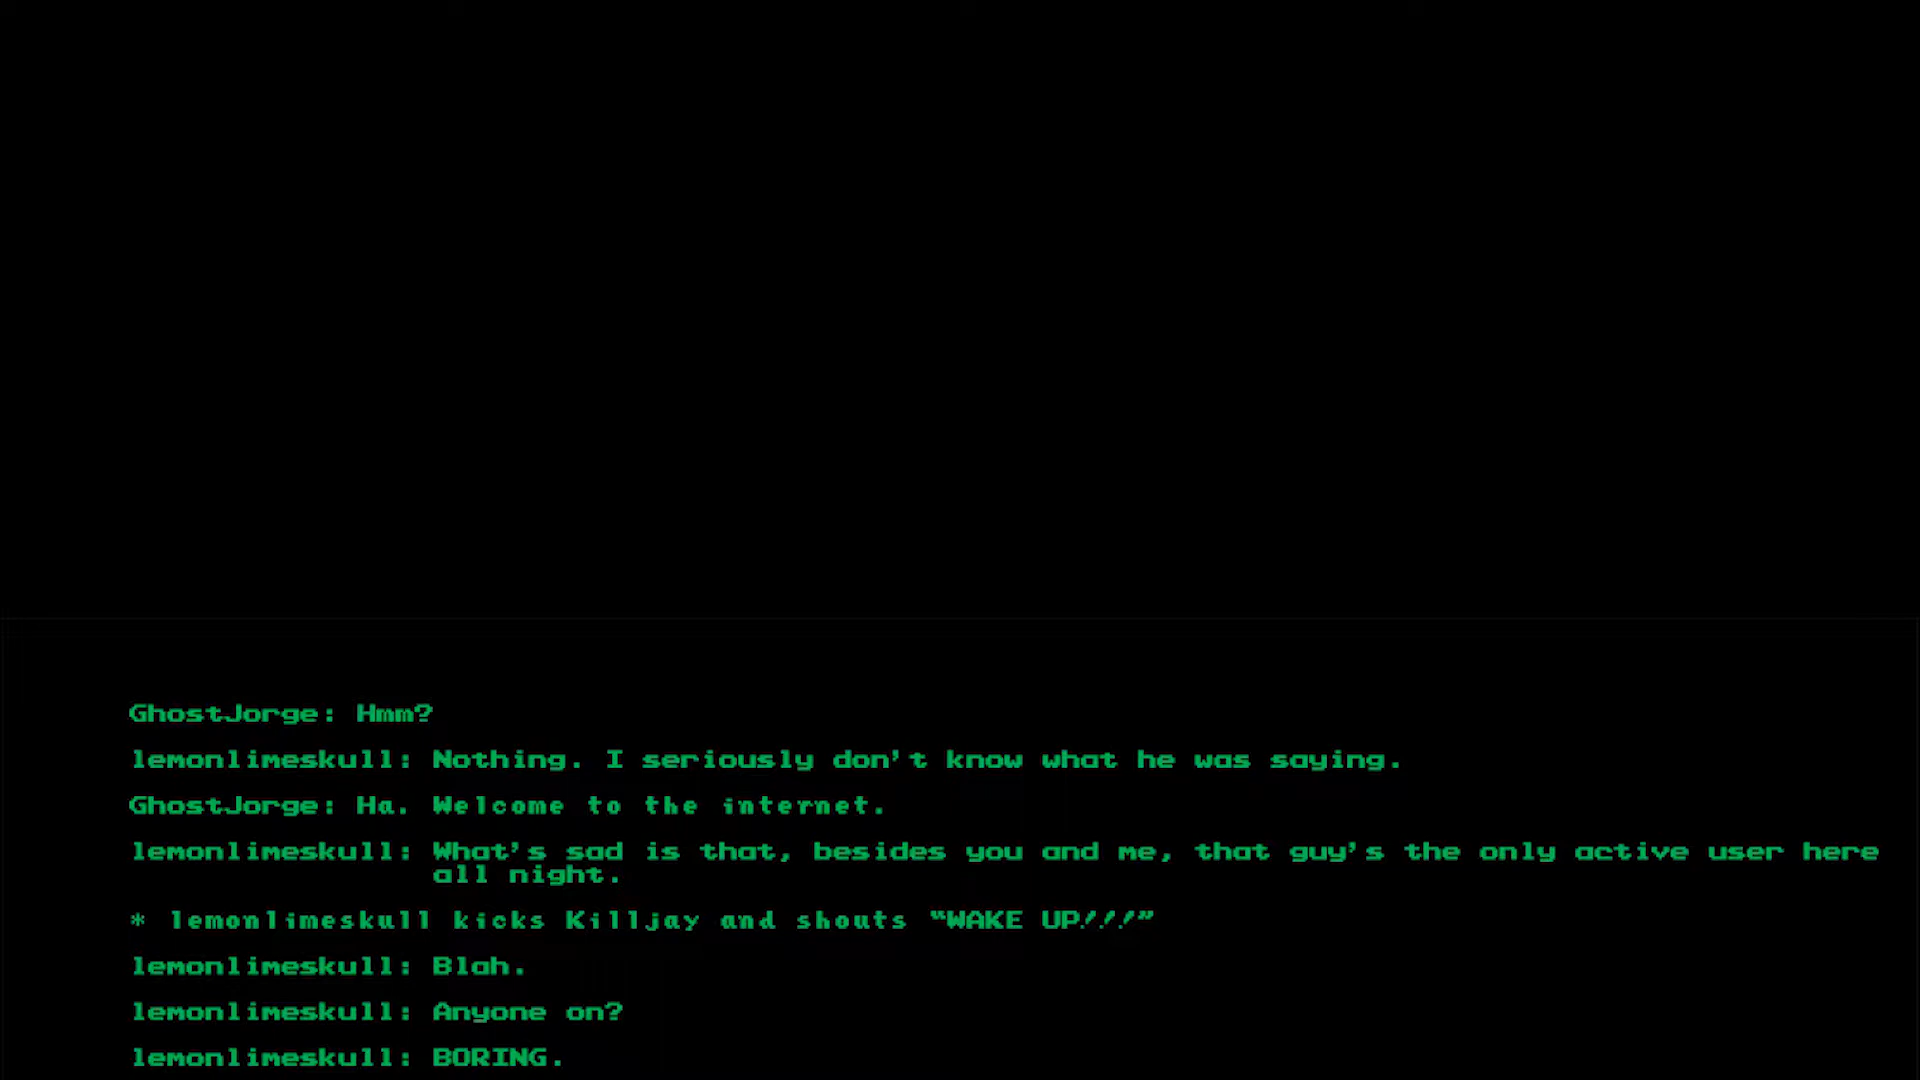 GhostJorge: Hmm?
lemonlimeskull: Nothing. I seriously don't know what he was saying.
GhostJorge: Ha. Welcome to the internet.
lemonlimeskull: What's sad is that, besides you and me, that guy's the only active user here
all night.
* lemonlimeskull kicks Killjay and shouts “WAKE UP!!!”
lemonlimeskull: Blah.
lemonlimeskull: Anyone on?
lemonlimeskull: BORING.